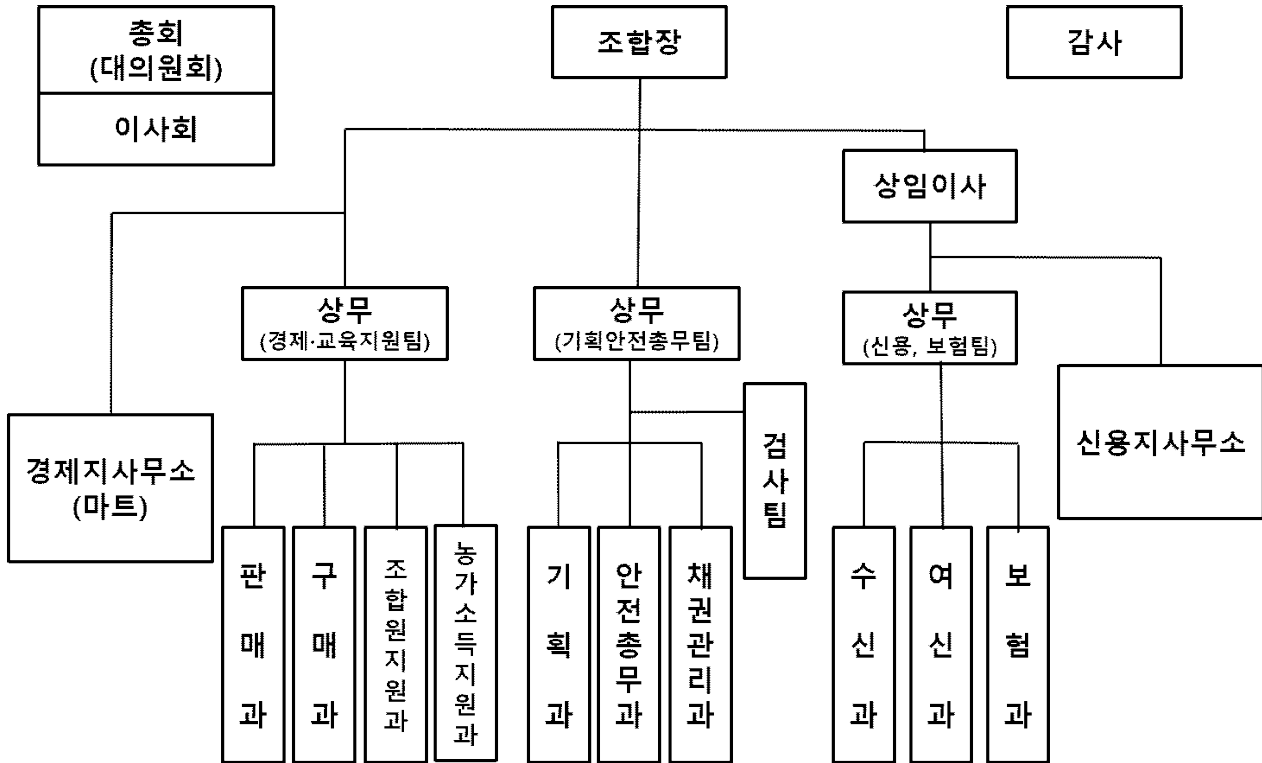 총회
(대의원회)
이사회
조합장
감사
상임이사
상무
(경제·교육지원팀)
상무
(기획안전총무팀)
상무
(신용, 보험팀)
경제지사무소
(마트)
검사팀
신용지사무소
판매과
구매과
조합원지원과
농가소득지원과
기획과
안전총무과
채권관리과
수신과
여신과
보험과